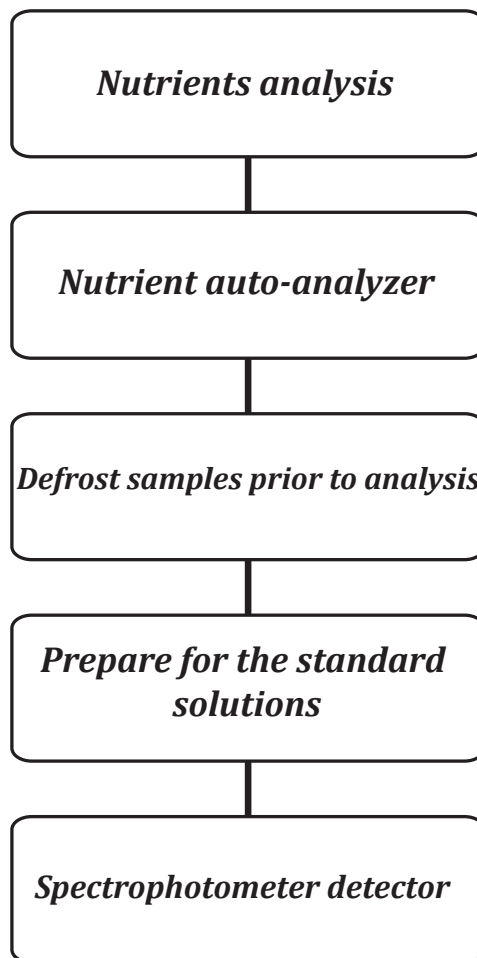 Nutrients analysis
Nutrient auto-analyzer
Defrost samples prior to analysis
Prepare for the standard
solutions
Spectrophotometer detector